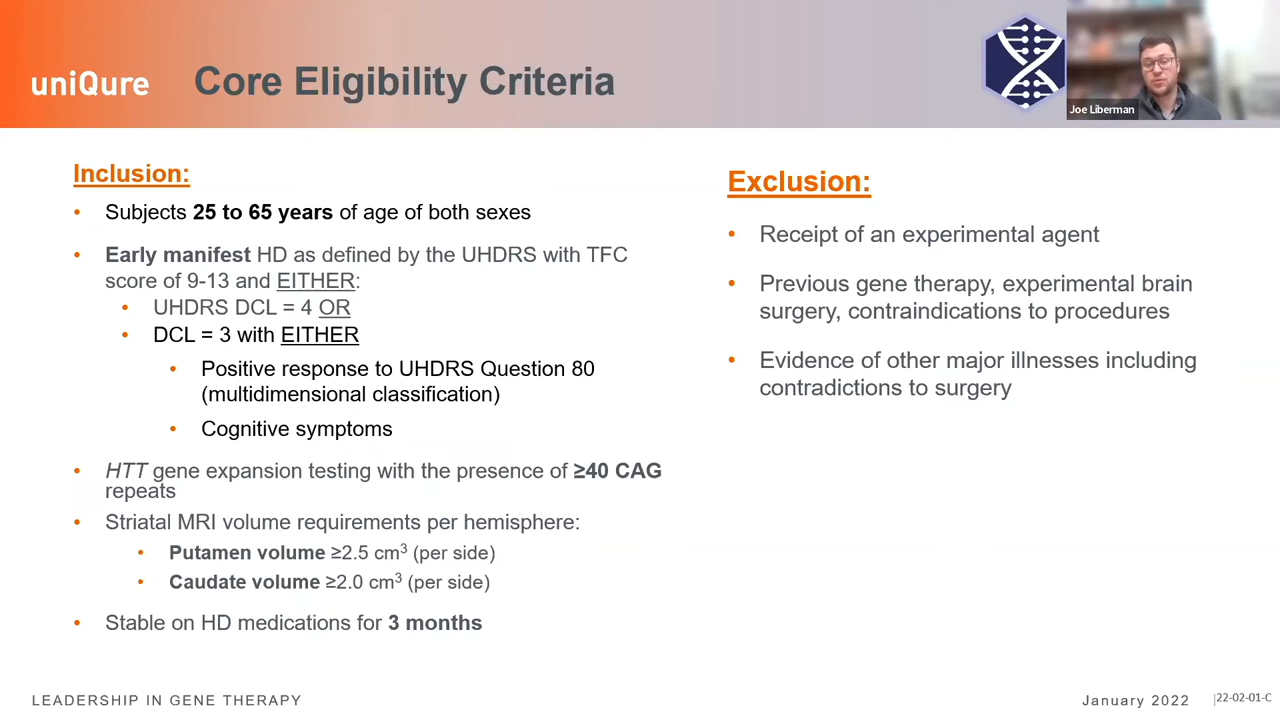 uniQure
Core Eligibility Criteria
Joe Liberman
Inclusion:
• Subjects 25 to 65 years of age of both sexes
• Early manifest HD as defined by the UHDRS with TFC
score of 9-13 and EITHER:
• UHDRS DCL = 4 OR
• DCL = 3 with EITHER
• Positive response to UHDRS Question 80
(multidimensional classification)
• Cognitive symptoms
• HTT gene expansion testing with the presence of ≥40 CAG
repeats
• Striatal MRI volume requirements per hemisphere:
• Putamen volume ≥2.5 cm³ (per side)
• Caudate volume ≥2.0 cm³ (per side)
• Stable on HD medications for 3 months
Exclusion:
• Receipt of an experimental agent
• Previous gene therapy, experimental brain
surgery, contraindications to procedures
• Evidence of other major illnesses including
contradictions to surgery
LEADERSHIP IN GENE THERAPY
January 2022
|22-02-01-C